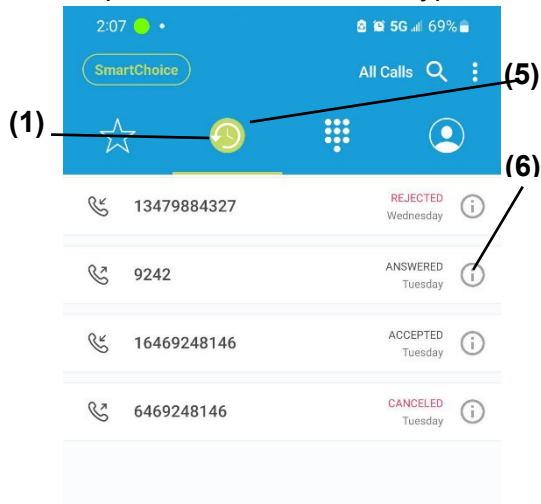 2:07 5G 69%
SmartChoice All Calls
(5)
(1)
(6)
13479884327 REJECTED
Wednesday
9242 ANSWERED
Tuesday
16469248146 ACCEPTED
Tuesday
6469248146 CANCELED
Tuesday